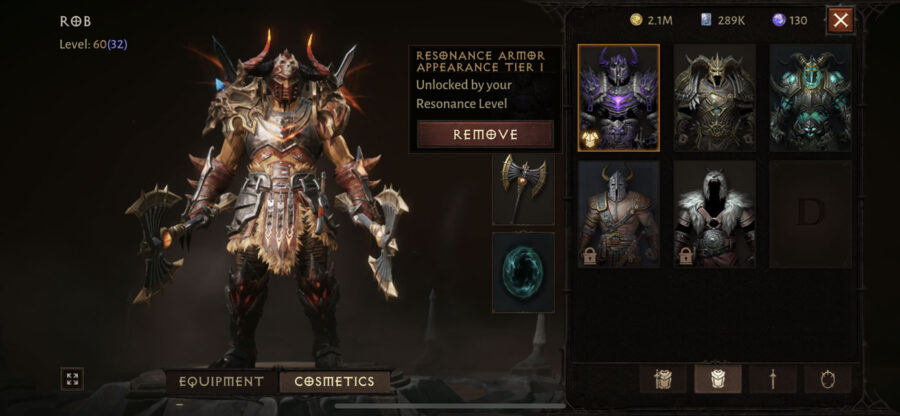 ROB
Level: 60(32)
2.1M 289K 130
RESONANCE ARMOR
APPEARANCE TIER I
Unlocked by your
Resonance Level
REMOVE
D
EQUIPMENT COSMETICS